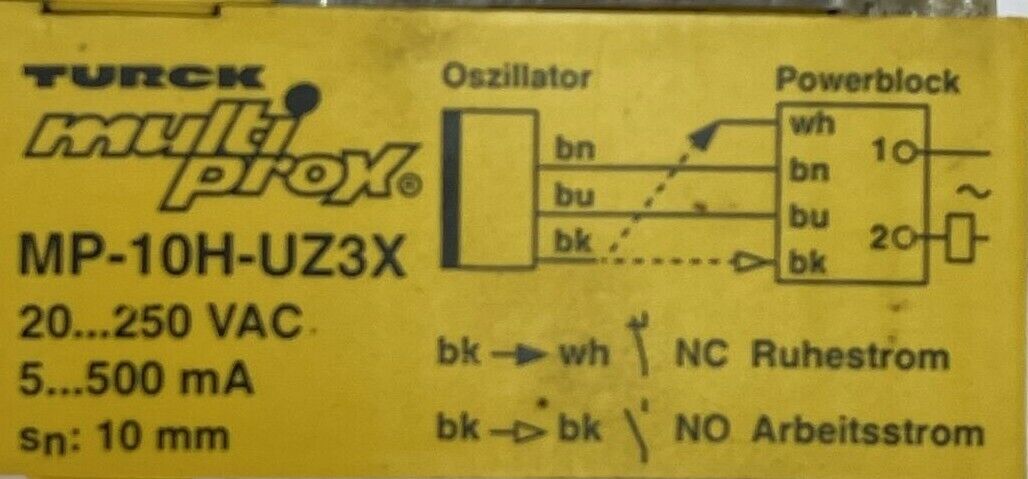 TURCK
multi
prox®
MP-10H-UZ3X
20...250 VAC
5...500 mA
sn: 10 mm
Oszillator
Powerblock
bn
bu
bk
wh
bn
bu
bk
1
2
~
bk wh NC Ruhestrom
bk bk NO Arbeitsstrom